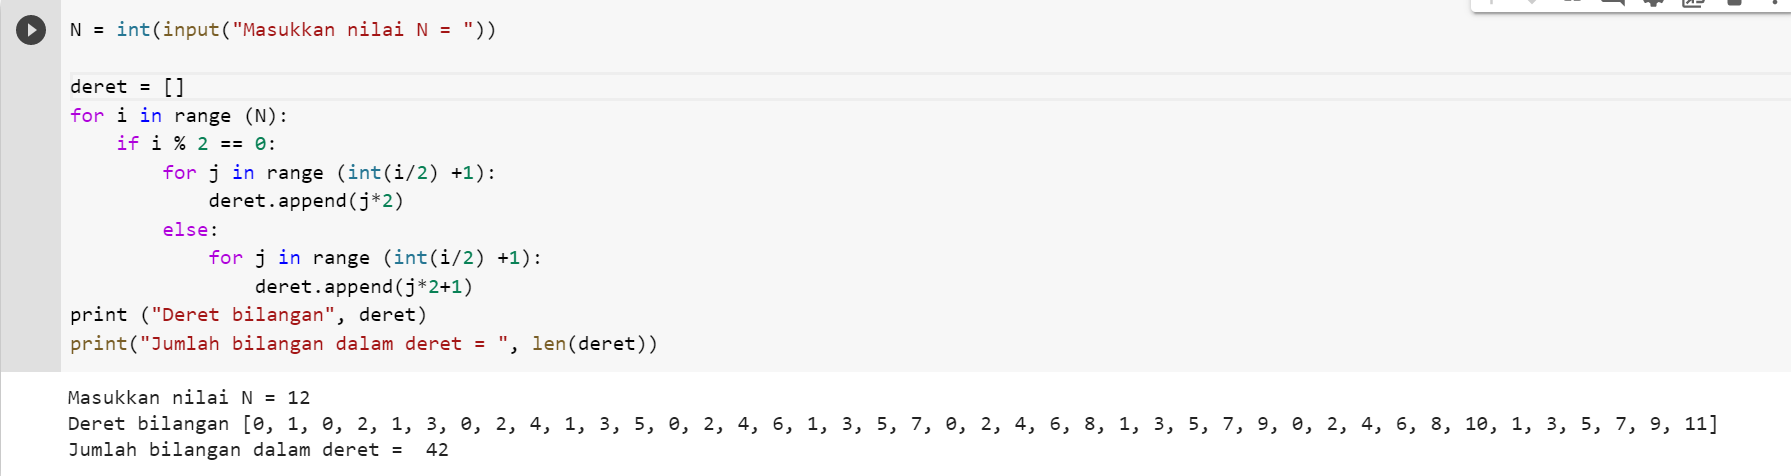 N = int(input("Masukkan nilai N = "))
deret = []
for i in range (N):
    if i % 2 == 0:
        for j in range (int(i/2) +1):
            deret.append(j*2)
        else:
            for j in range (int(i/2) +1):
                deret.append(j*2+1)
print ("Deret bilangan", deret)
print("Jumlah bilangan dalam deret = ", len(deret))
Masukkan nilai N = 12
Deret bilangan [0, 1, 0, 2, 1, 3, 0, 2, 4, 1, 3, 5, 0, 2, 4, 6, 1, 3, 5, 7, 0, 2, 4, 6, 8, 1, 3, 5, 7, 9, 0, 2, 4, 6, 8, 10, 1, 3, 5, 7, 9, 11]
Jumlah bilangan dalam deret =  42